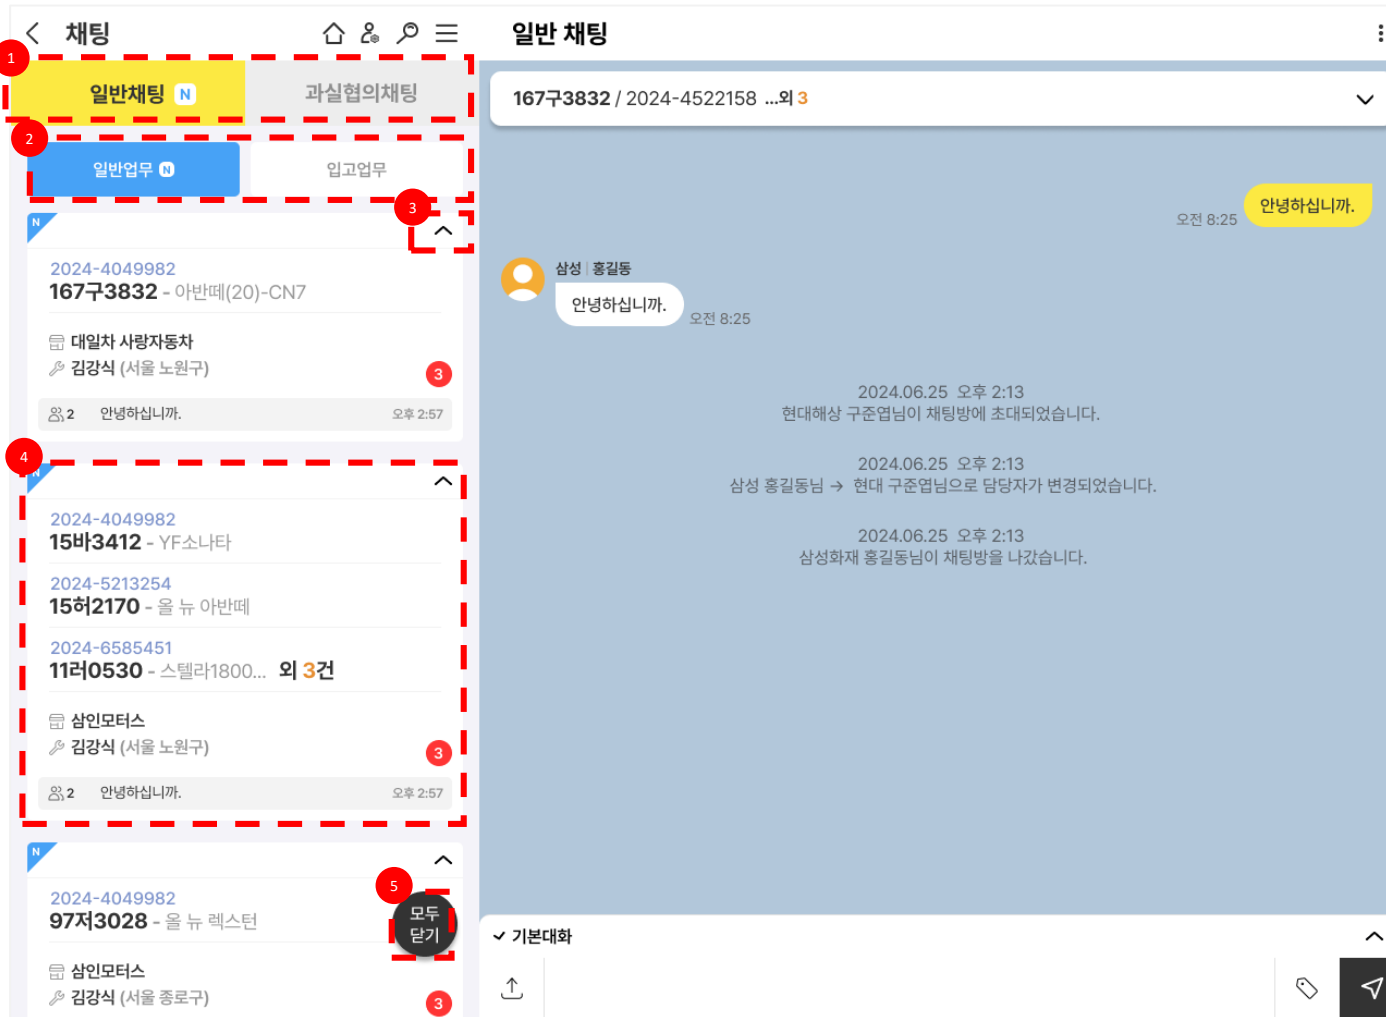 채팅
1
일반채팅 N
과실협의채팅
2
일반업무 N
입고업무
3
N
2024-4049982
167구3832 - 아반떼(20)-CN7
대일차 사랑자동차
김강식 (서울 노원구)
3
2 안녕하십니까. 오후 2:57
4
N
2024-4049982
15바3412 - YF소나타
2024-5213254
15허2170 - 올 뉴 아반떼
2024-6585451
11러0530 - 스텔라1800... 외 3건
삼인모터스
김강식 (서울 노원구)
3
2 안녕하십니까. 오후 2:57
N
5
2024-4049982
97저3028 - 올 뉴 렉스턴
모두
닫기
삼인모터스
김강식 (서울 종로구)
3
일반 채팅
167구3832 / 2024-4522158 ...외 3
안녕하십니까.
오전 8:25
삼성 | 홍길동
안녕하십니까.
오전 8:25
2024.06.25 오후 2:13
현대해상 구준엽님이 채팅방에 초대되었습니다.
2024.06.25 오후 2:13
삼성 홍길동님 → 현대 구준엽님으로 담당자가 변경되었습니다.
2024.06.25 오후 2:13
삼성화재 홍길동님이 채팅방을 나갔습니다.
기본대화